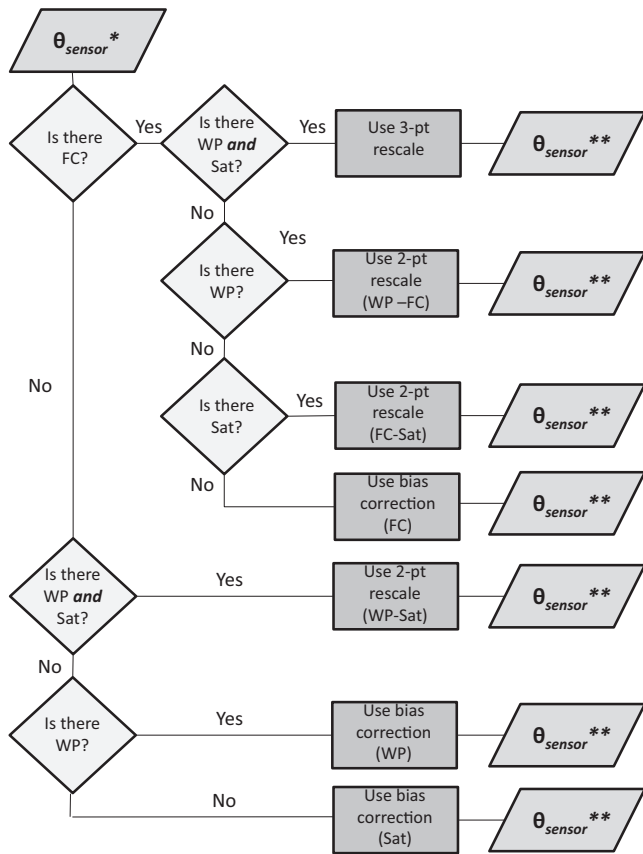 θsensor*
Is there
FC?
Yes
Is there
WP and
Sat?
Yes
Use 3-pt
rescale
θsensor**
No
Is there
WP?
Yes
Use 2-pt
rescale
(WP –FC)
θsensor**
No
No
Is there
Sat?
Yes
Use 2-pt
rescale
(FC-Sat)
θsensor**
No
Use bias
correction
(FC)
θsensor**
Is there
WP and
Sat?
Yes
Use 2-pt
rescale
(WP-Sat)
θsensor**
No
Is there
WP?
Yes
Use bias
correction
(WP)
θsensor**
No
Use bias
correction
(Sat)
θsensor**